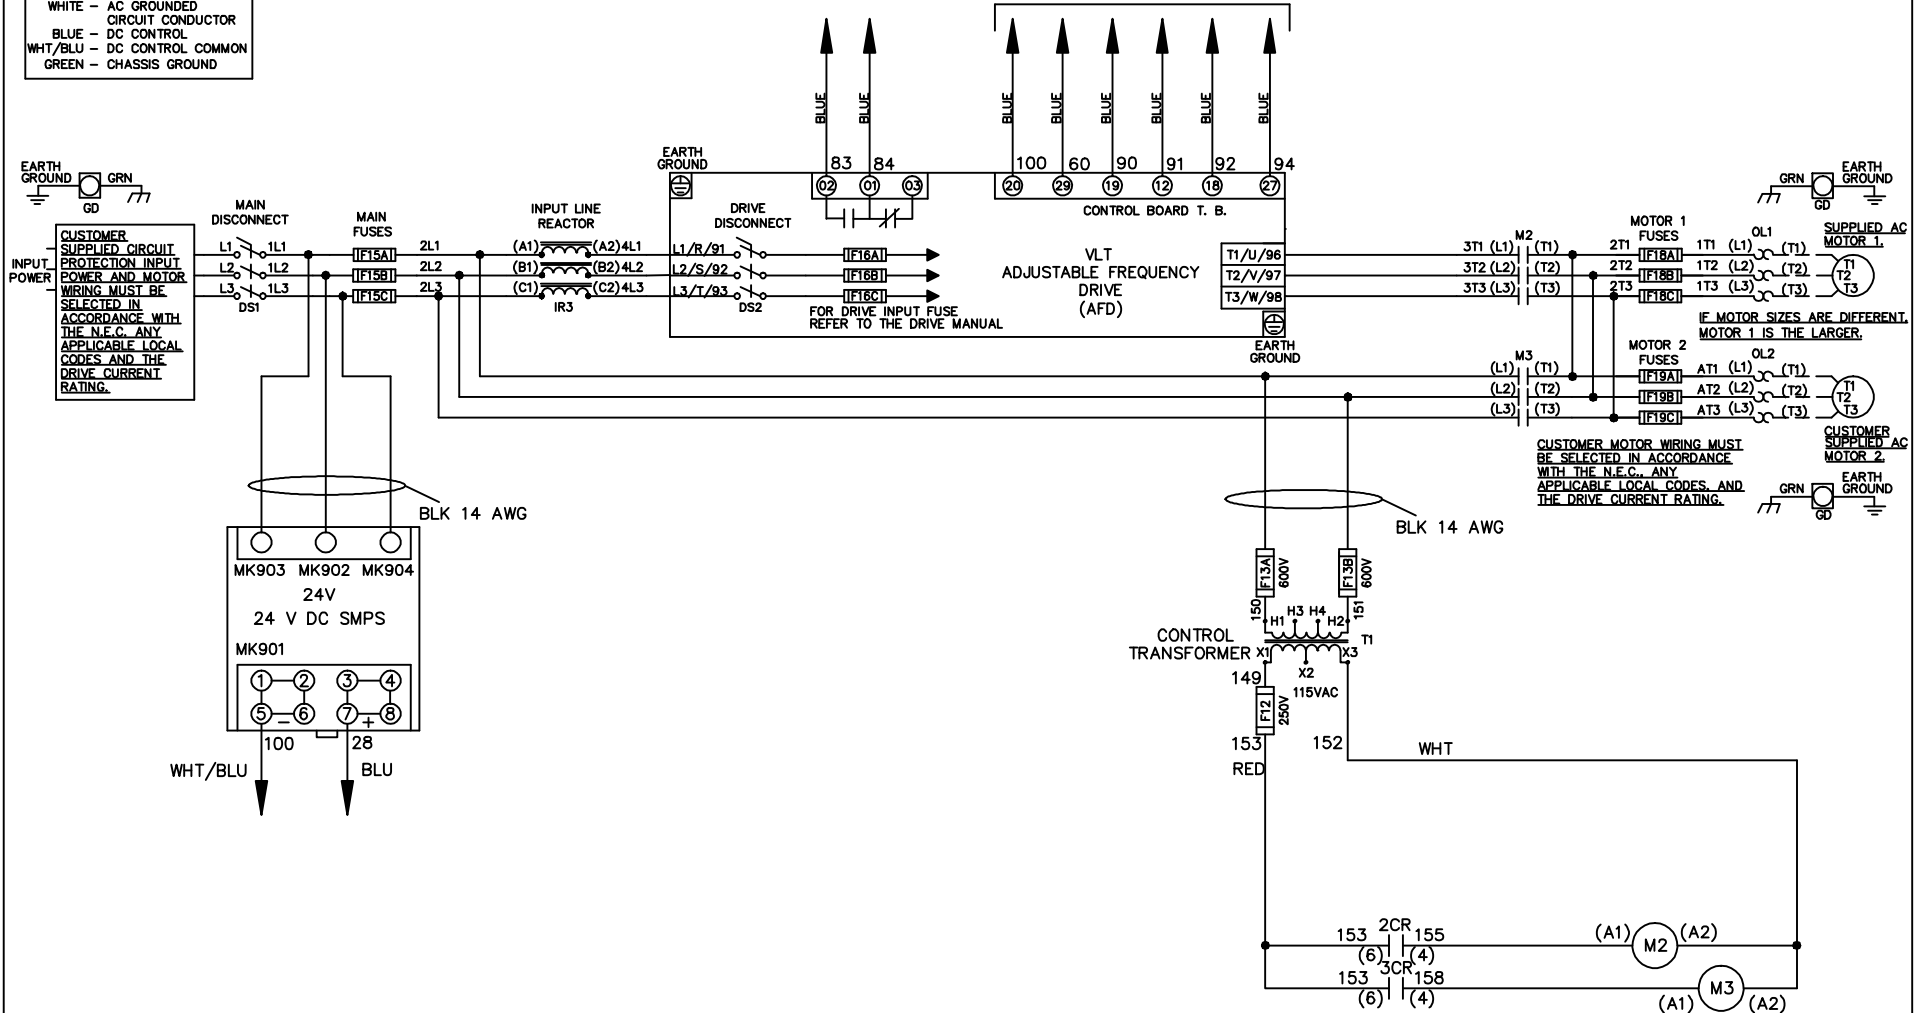 WHITE – AC GROUNDED
CIRCUIT CONDUCTOR
BLUE – DC CONTROL
WHT/BLU – DC CONTROL COMMON
GREEN – CHASSIS GROUND
BLUE
BLUE
BLUE
BLUE
BLUE
BLUE
BLUE
BLUE
EARTH
GROUND
GRN
GD
INPUT
POWER
CUSTOMER
SUPPLIED CIRCUIT
PROTECTION INPUT
POWER AND MOTOR
WIRING MUST BE
SELECTED IN
ACCORDANCE WITH
THE N.E.C. ANY
APPLICABLE LOCAL
CODES AND THE
DRIVE CURRENT
RATING.
MAIN
DISCONNECT
L1 1L1
L2 1L2
L3 1L3
DS1
MAIN
FUSES
F15A
F15B
F15C
2L1
2L2
2L3
INPUT LINE
REACTOR
(A1) (A2) 4L1
(B1) (B2) 4L2
(C1) (C2) 4L3
IR3
EARTH
GROUND
83 84
02 01 03
100 60 90 91 92 94
20 29 19 12 18 27
CONTROL BOARD T. B.
DRIVE
DISCONNECT
L1/R/91
L2/S/92
L3/T/93
DS2
F16A
F16B
F16C
FOR DRIVE INPUT FUSE
REFER TO THE DRIVE MANUAL
VLT
ADJUSTABLE FREQUENCY
DRIVE
(AFD)
T1/U/96
T2/V/97
T3/W/98
EARTH
GROUND
M2
3T1 (L1) (T1)
3T2 (L2) (T2)
3T3 (L3) (T3)
MOTOR 1
FUSES
2T1 F18A 1T1 (L1) (T1)
2T2 F18B 1T2 (L2) (T2)
2T3 F18C 1T3 (L3) (T3)
OL1
GRN
GD
EARTH
GROUND
SUPPLIED AC
MOTOR 1.
T1
T2
T3
IF MOTOR SIZES ARE DIFFERENT,
MOTOR 1 IS THE LARGER.
M3
(L1) (T1)
(L2) (T2)
(L3) (T3)
MOTOR 2
FUSES
F19A AT1 (L1) (T1)
F19B AT2 (L2) (T2)
F19C AT3 (L3) (T3)
OL2
T1
T2
T3
CUSTOMER
SUPPLIED AC
MOTOR 2.
CUSTOMER MOTOR WIRING MUST
BE SELECTED IN ACCORDANCE
WITH THE N.E.C., ANY
APPLICABLE LOCAL CODES, AND
THE DRIVE CURRENT RATING.
GRN
GD
EARTH
GROUND
BLK 14 AWG
MK903 MK902 MK904
24V
24 V DC SMPS
MK901
1 2 3 4
5 – 6 7 + 8
100 28
WHT/BLU BLU
BLK 14 AWG
F13A 600V
F13B 600V
150 151
H1 H3 H4 H2
T1
CONTROL
TRANSFORMER
X1 X3
X2
149
115VAC
F12 250V
153 152
RED
WHT
2CR
153 155
(6) (4)
(A1) M2 (A2)
3CR
153 158
(6) (4)
(A1) M3 (A2)